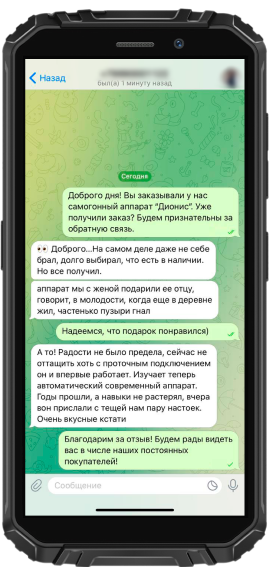 Назад
был(а) 1 минуту назад
Сегодня
Доброго дня! Вы заказывали у нас
самогонный аппарат "Дионис". Уже
получили заказ? Будем признательны за
обратную связь.
👀 Доброго...На самом деле даже не себе
брал, долго выбирал, что есть в наличии.
Но все получил.
аппарат мы с женой подарили ее отцу,
говорит, в молодости, когда еще в деревне
жил, частенько пузыри гнал
Надеемся, что подарок понравился)
А то! Радости не было предела, сейчас не
оттащить хоть с проточным подключением
он и впервые работает. Изучает теперь
автоматический современный аппарат.
Годы прошли, а навыки не растерял, вчера
вон прислали с тещей нам пару настоек.
Очень вкусные кстати
Благодарим за отзыв! Будем рады видеть
вас в числе наших постоянных
покупателей!
Сообщение